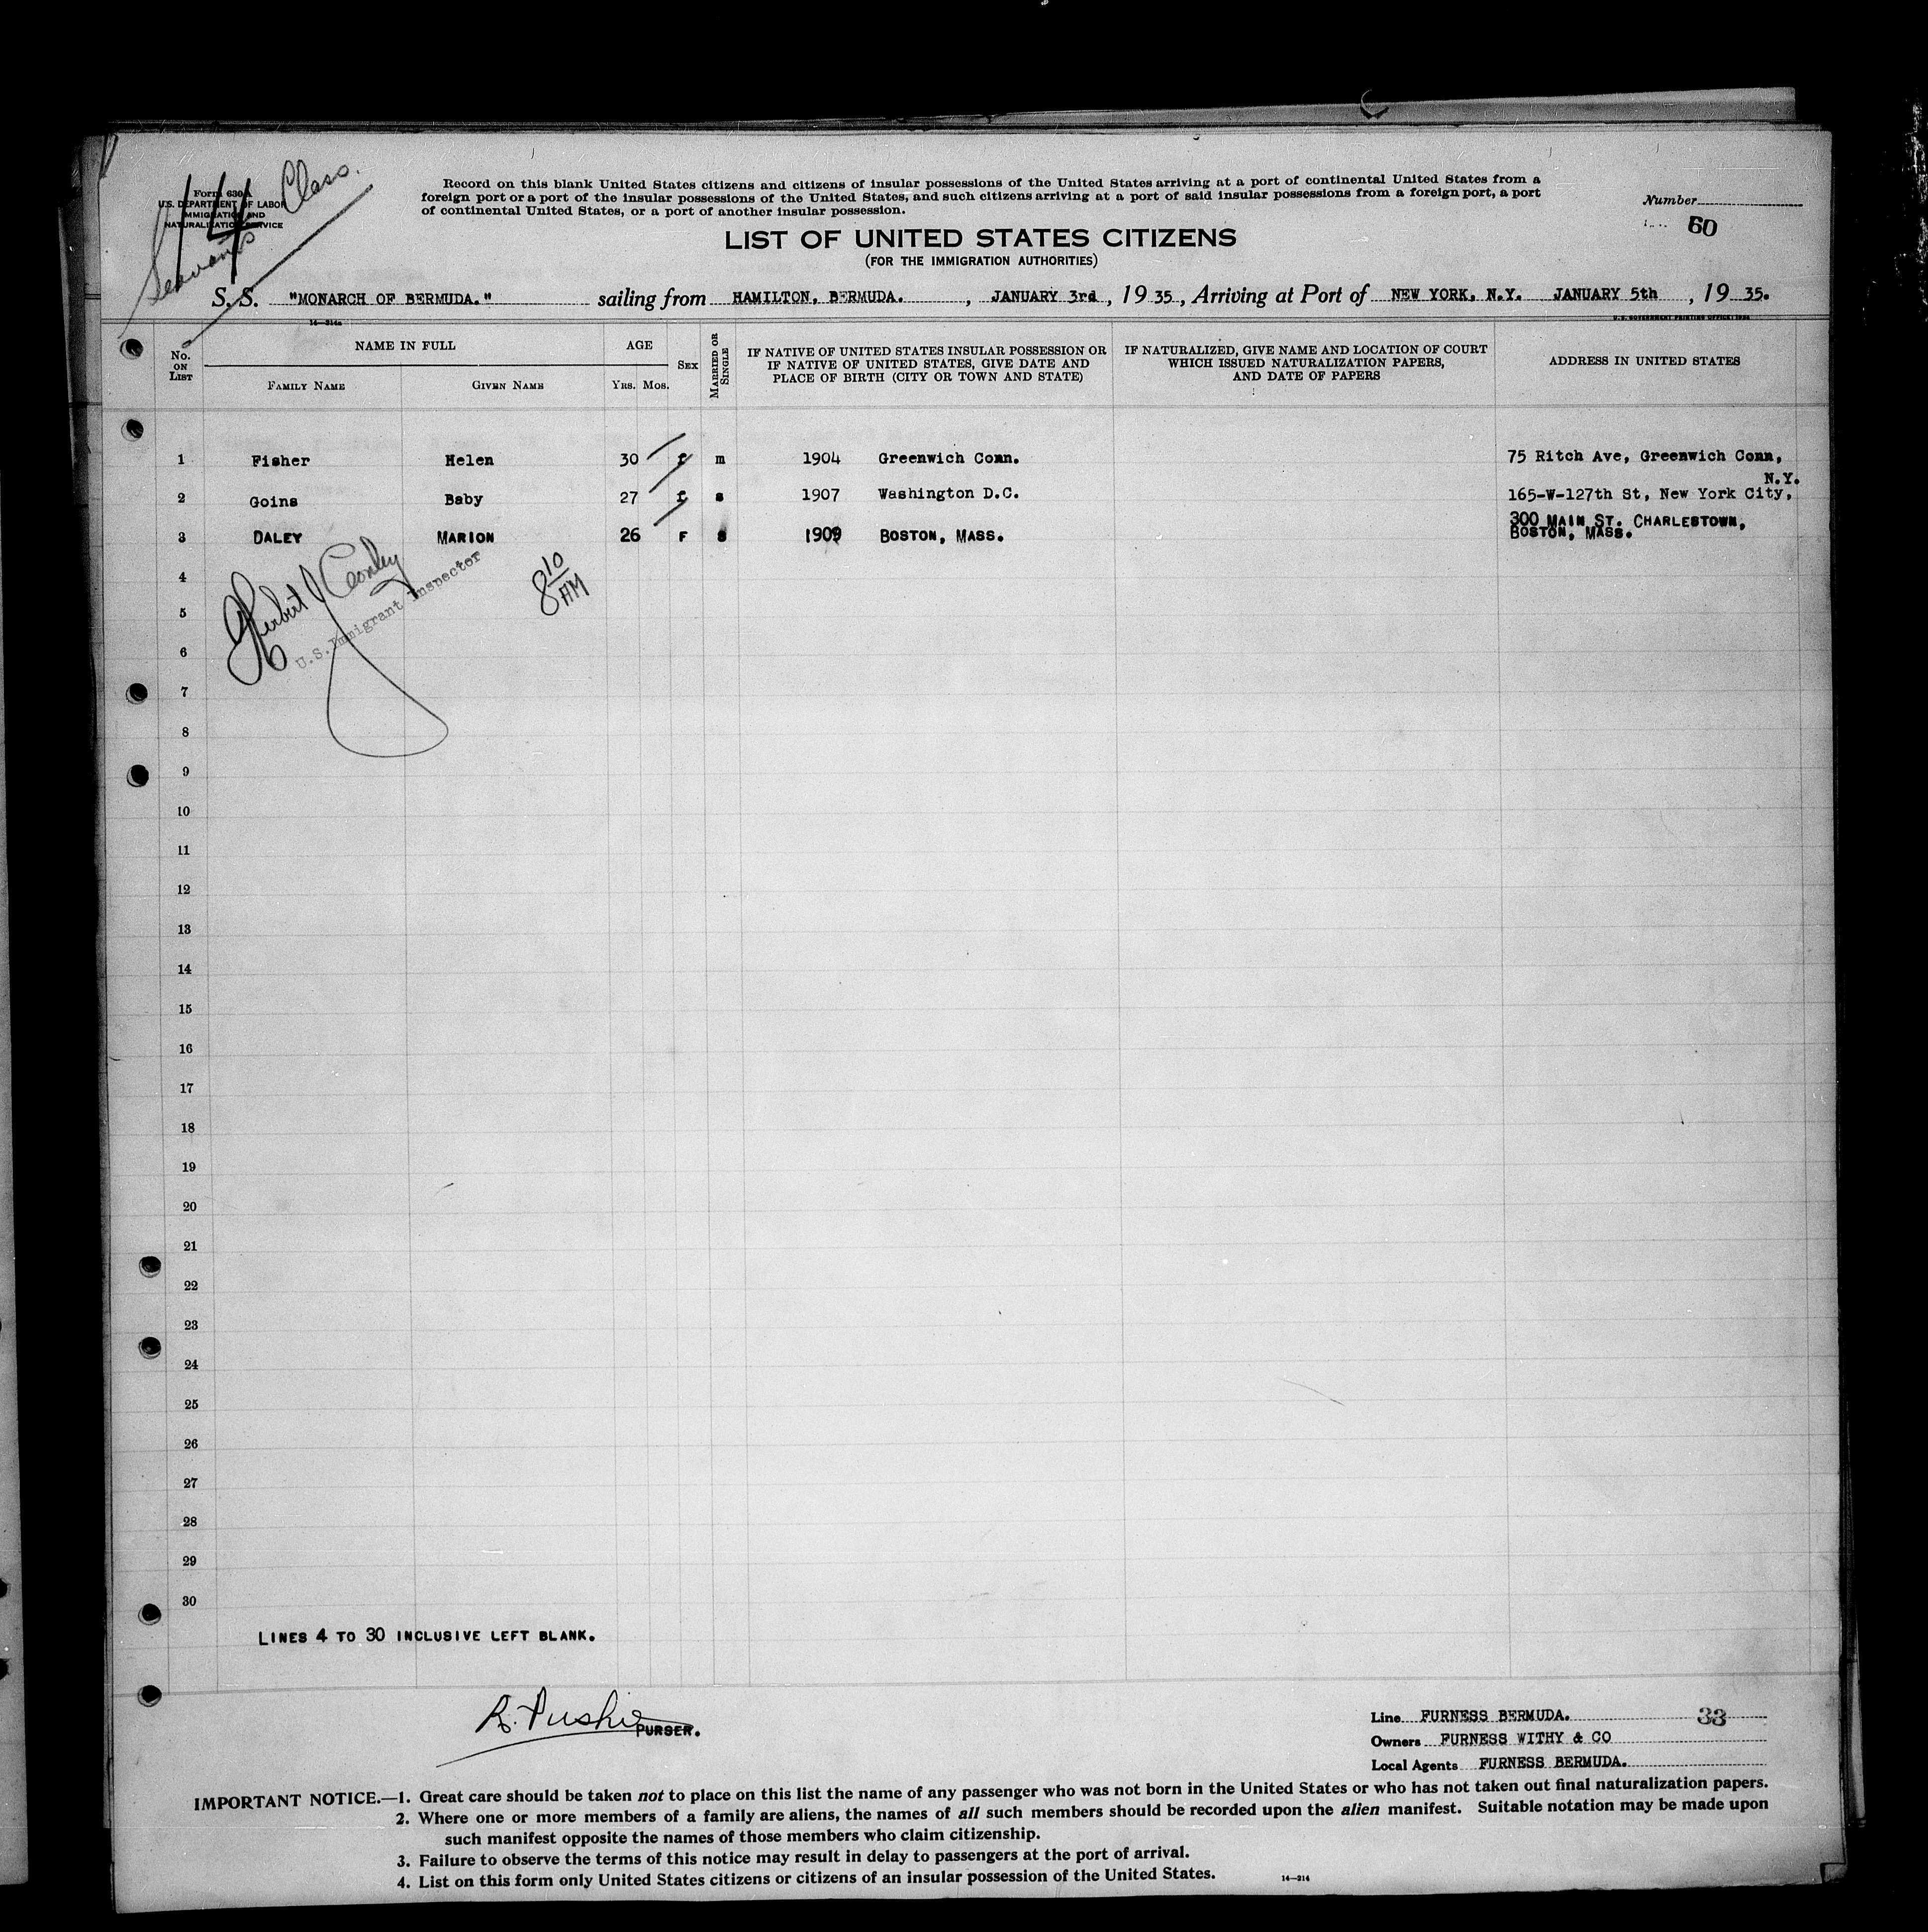 14
Servants Class.
Form 630A
U.S. DEPARTMENT OF LABOR
IMMIGRATION AND
NATURALIZATION SERVICE
Record on this blank United States citizens and citizens of insular possessions of the United States arriving at a port of continental United States from a
foreign port or a port of the insular possessions of the United States, and such citizens arriving at a port of said insular possessions from a foreign port, a port
of continental United States, or a port of another insular possession.
Number
60
LIST OF UNITED STATES CITIZENS
(FOR THE IMMIGRATION AUTHORITIES)
S. S. "MONARCH OF BERMUDA." sailing from HAMILTON, BERMUDA. , JANUARY 3rd , 19 35 , Arriving at Port of NEW YORK, N.Y. JANUARY 5th , 19 35.
14—214a
U. S. GOVERNMENT PRINTING OFFICE
No. ON LIST
NAME IN FULL
FAMILY NAME GIVEN NAME
AGE
YRS. MOS.
SEX
MARRIED OR SINGLE
IF NATIVE OF UNITED STATES INSULAR POSSESSION OR
IF NATIVE OF UNITED STATES, GIVE DATE AND
PLACE OF BIRTH (CITY OR TOWN AND STATE)
IF NATURALIZED, GIVE NAME AND LOCATION OF COURT
WHICH ISSUED NATURALIZATION PAPERS,
AND DATE OF PAPERS
ADDRESS IN UNITED STATES
1 Fisher Helen 30 f m 1904 Greenwich Conn. 75 Ritch Ave, Greenwich Conn,
N.Y.
2 Goins Baby 27 f s 1907 Washington D.C. 165-W-127th St, New York City,
3 DALEY MARION 26 F s 1909 BOSTON, MASS. 300 MAIN ST. CHARLESTOWN,
BOSTON, MASS.
U.S. Immigrant Inspector
8 10 AM
4
5
6
7
8
9
10
11
12
13
14
15
16
17
18
19
20
21
22
23
24
25
26
27
28
29
30
LINES 4 TO 30 INCLUSIVE LEFT BLANK.
PURSER.
Line FURNESS BERMUDA. 33
Owners FURNESS WITHY & CO
Local Agents FURNESS BERMUDA.
IMPORTANT NOTICE.—1. Great care should be taken not to place on this list the name of any passenger who was not born in the United States or who has not taken out final naturalization papers.
2. Where one or more members of a family are aliens, the names of all such members should be recorded upon the alien manifest. Suitable notation may be made upon
such manifest opposite the names of those members who claim citizenship.
3. Failure to observe the terms of this notice may result in delay to passengers at the port of arrival.
4. List on this form only United States citizens or citizens of an insular possession of the United States.
14—214